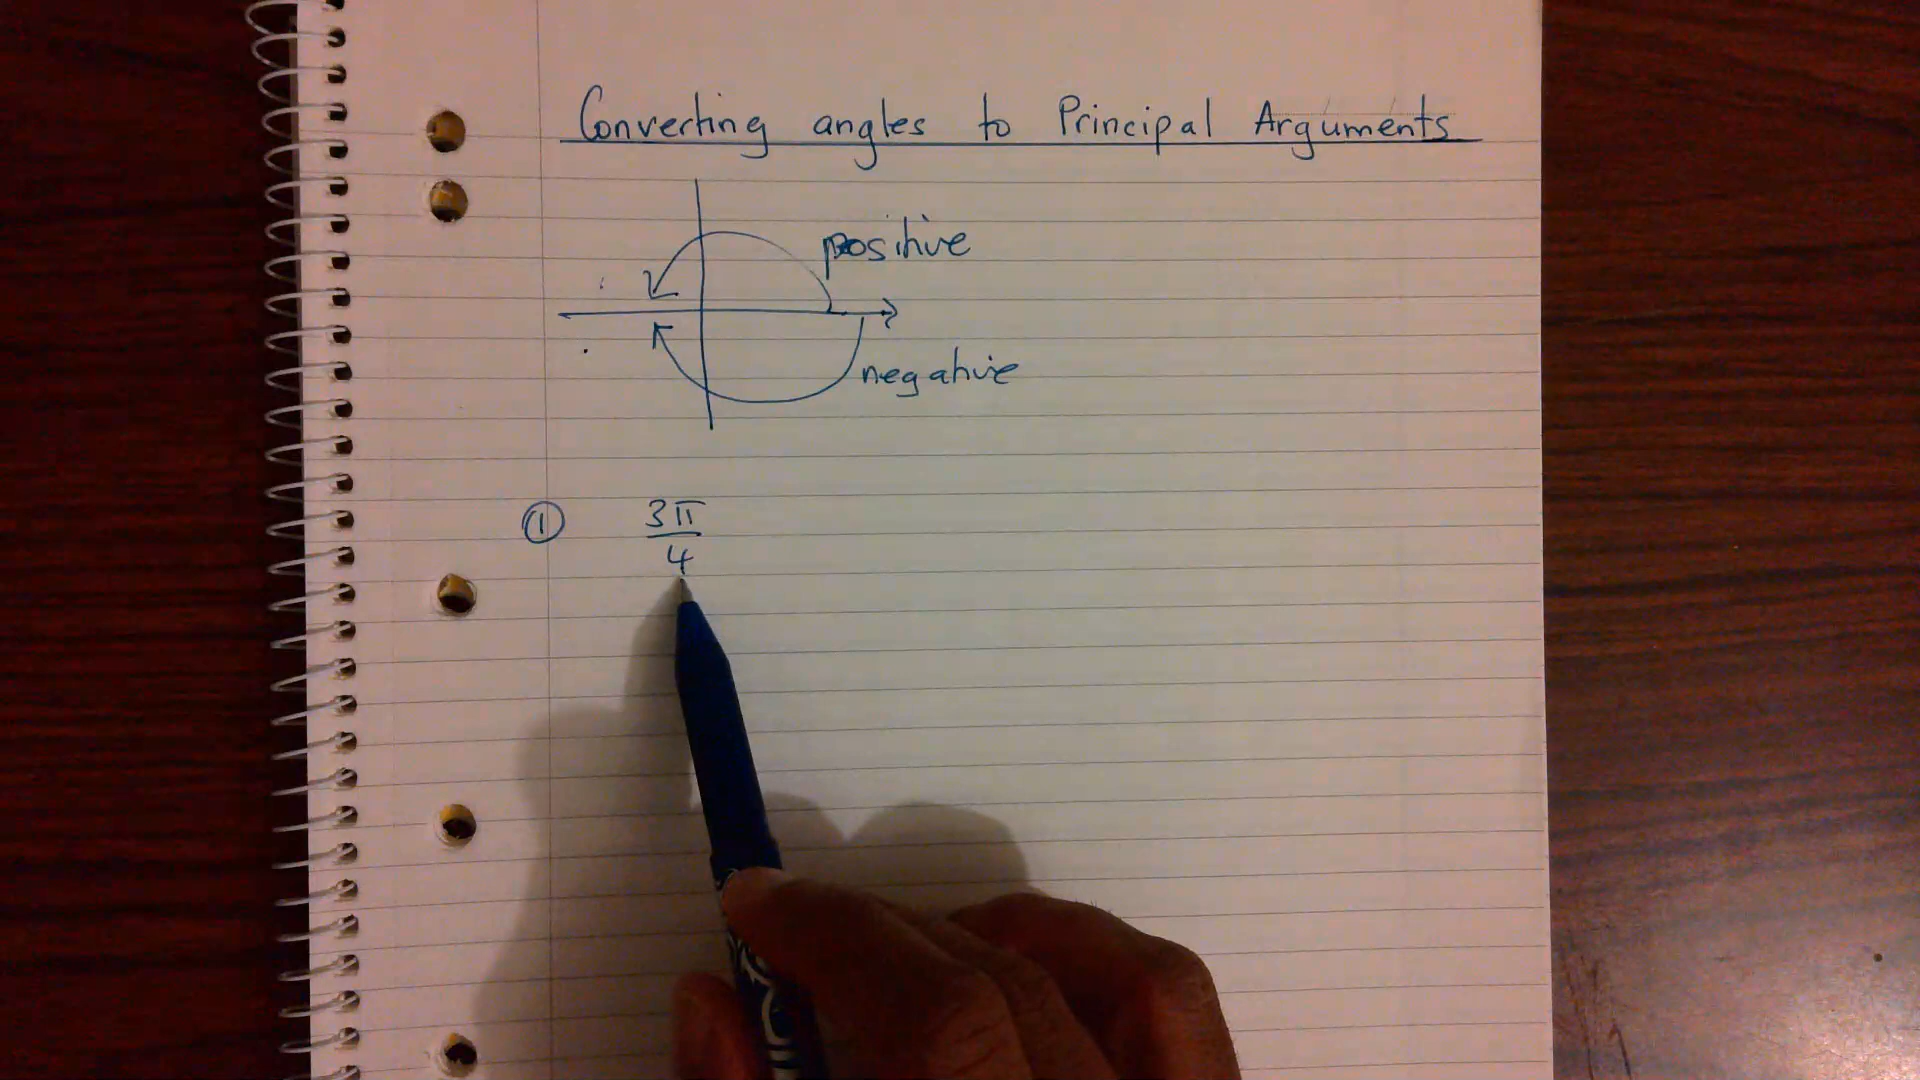 Converting angles to Principal Arguments
positive
negative
① 3π
4